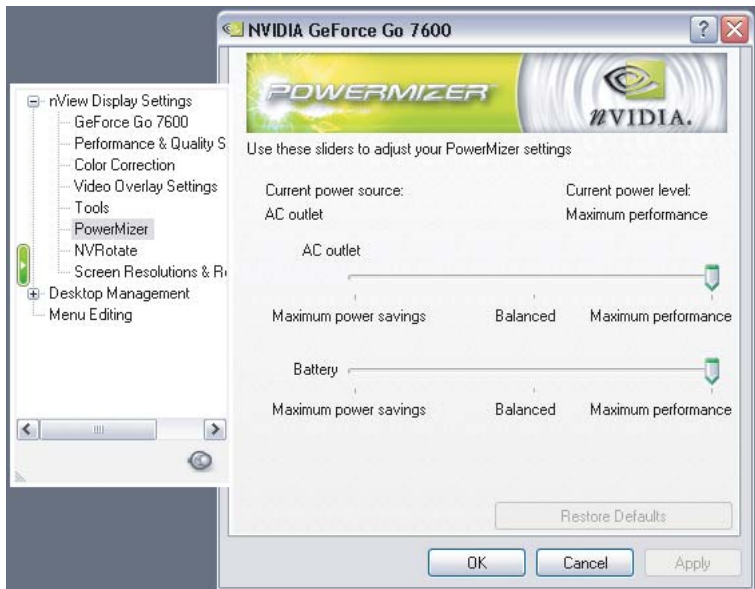 NVIDIA GeForce Go 7600
nView Display Settings
GeForce Go 7600
Performance & Quality S
Color Correction
Video Overlay Settings
Tools
PowerMizer
NVRotate
Screen Resolutions & R
Desktop Management
Menu Editing
POWERMIZER
NVIDIA.
Use these sliders to adjust your PowerMizer settings
Current power source: Current power level:
AC outlet Maximum performance
AC outlet
Maximum power savings Balanced Maximum performance
Battery
Maximum power savings Balanced Maximum performance
Restore Defaults
OK Cancel Apply